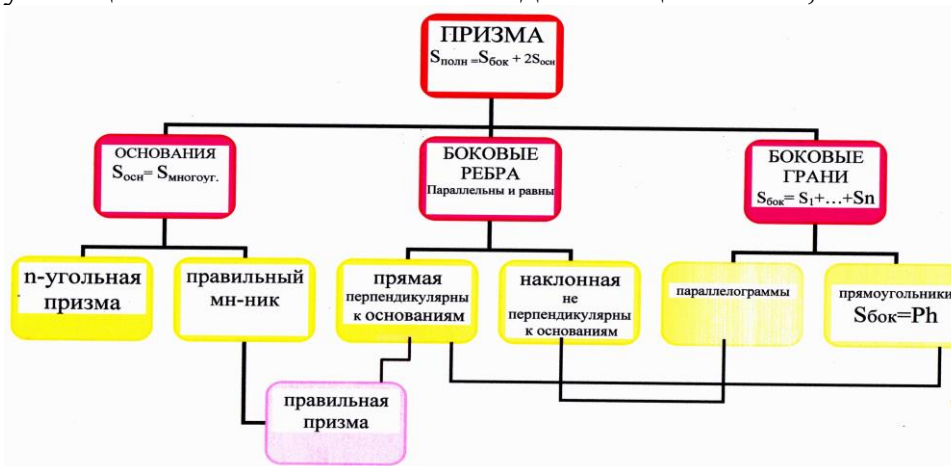 ПРИЗМА
Sполн =Sбок + 2Sосн
ОСНОВАНИЯ
Sосн= Sмногоуг.
БОКОВЫЕ
РЕБРА
Параллельны и равны
БОКОВЫЕ
ГРАНИ
Sбок= S1+…+Sn
n-угольная
призма
правильный
мн-ник
прямая
перпендикулярны
к основаниям
наклонная
не
перпендикулярны
к основаниям
параллелограммы
прямоугольники
Sбок=Ph
правильная
призма